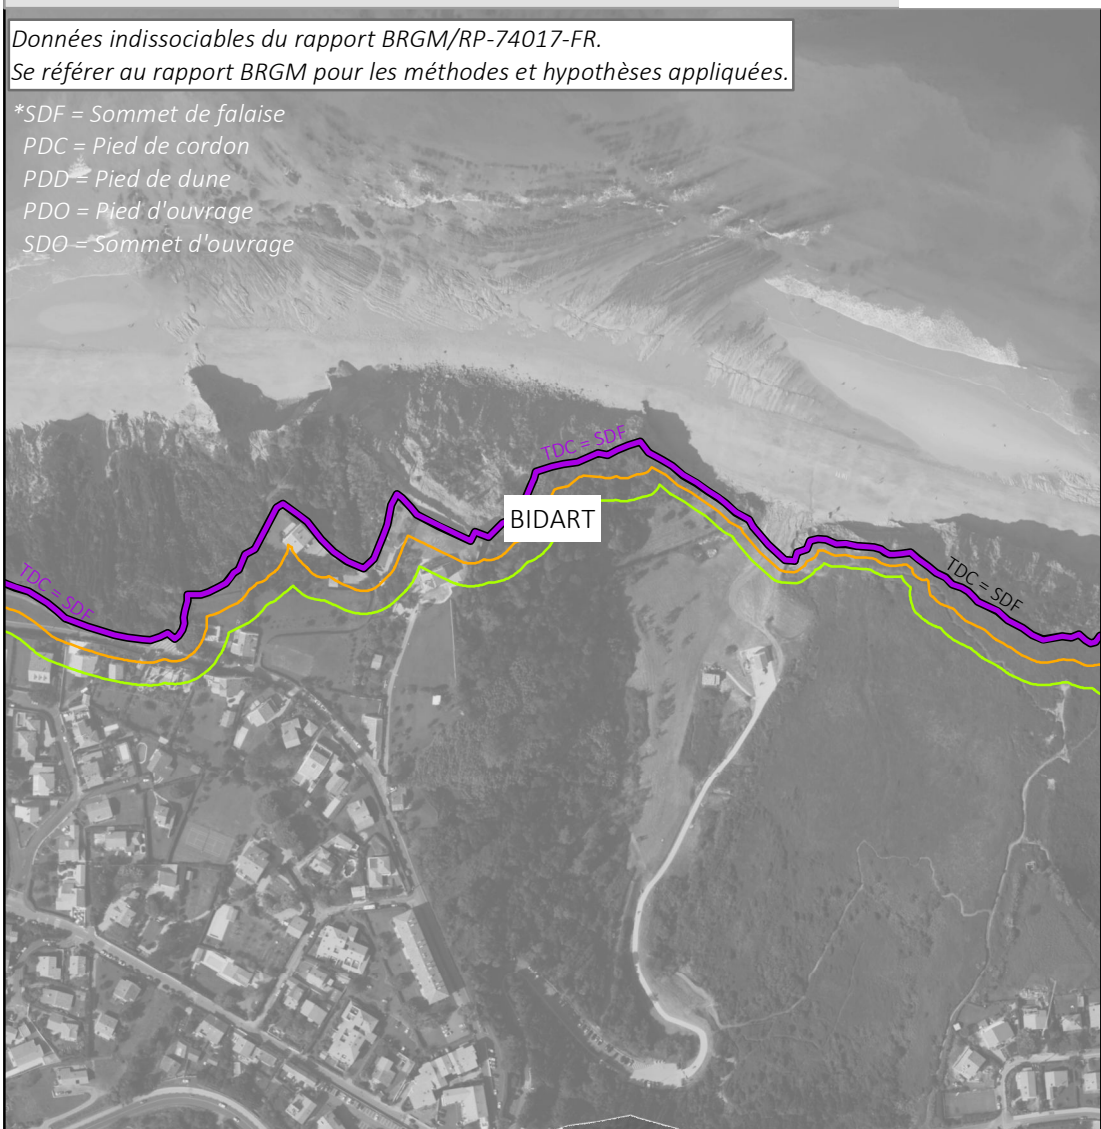 Données indissociables du rapport BRGM/RP-74017-FR.
Se référer au rapport BRGM pour les méthodes et hypothèses appliquées.
*SDF = Sommet de falaise
PDC = Pied de cordon
PDD = Pied de dune
PDO = Pied d'ouvrage
SDO = Sommet d'ouvrage
TDC = SDF
BIDART
TDC = SDF
TDC = SDF